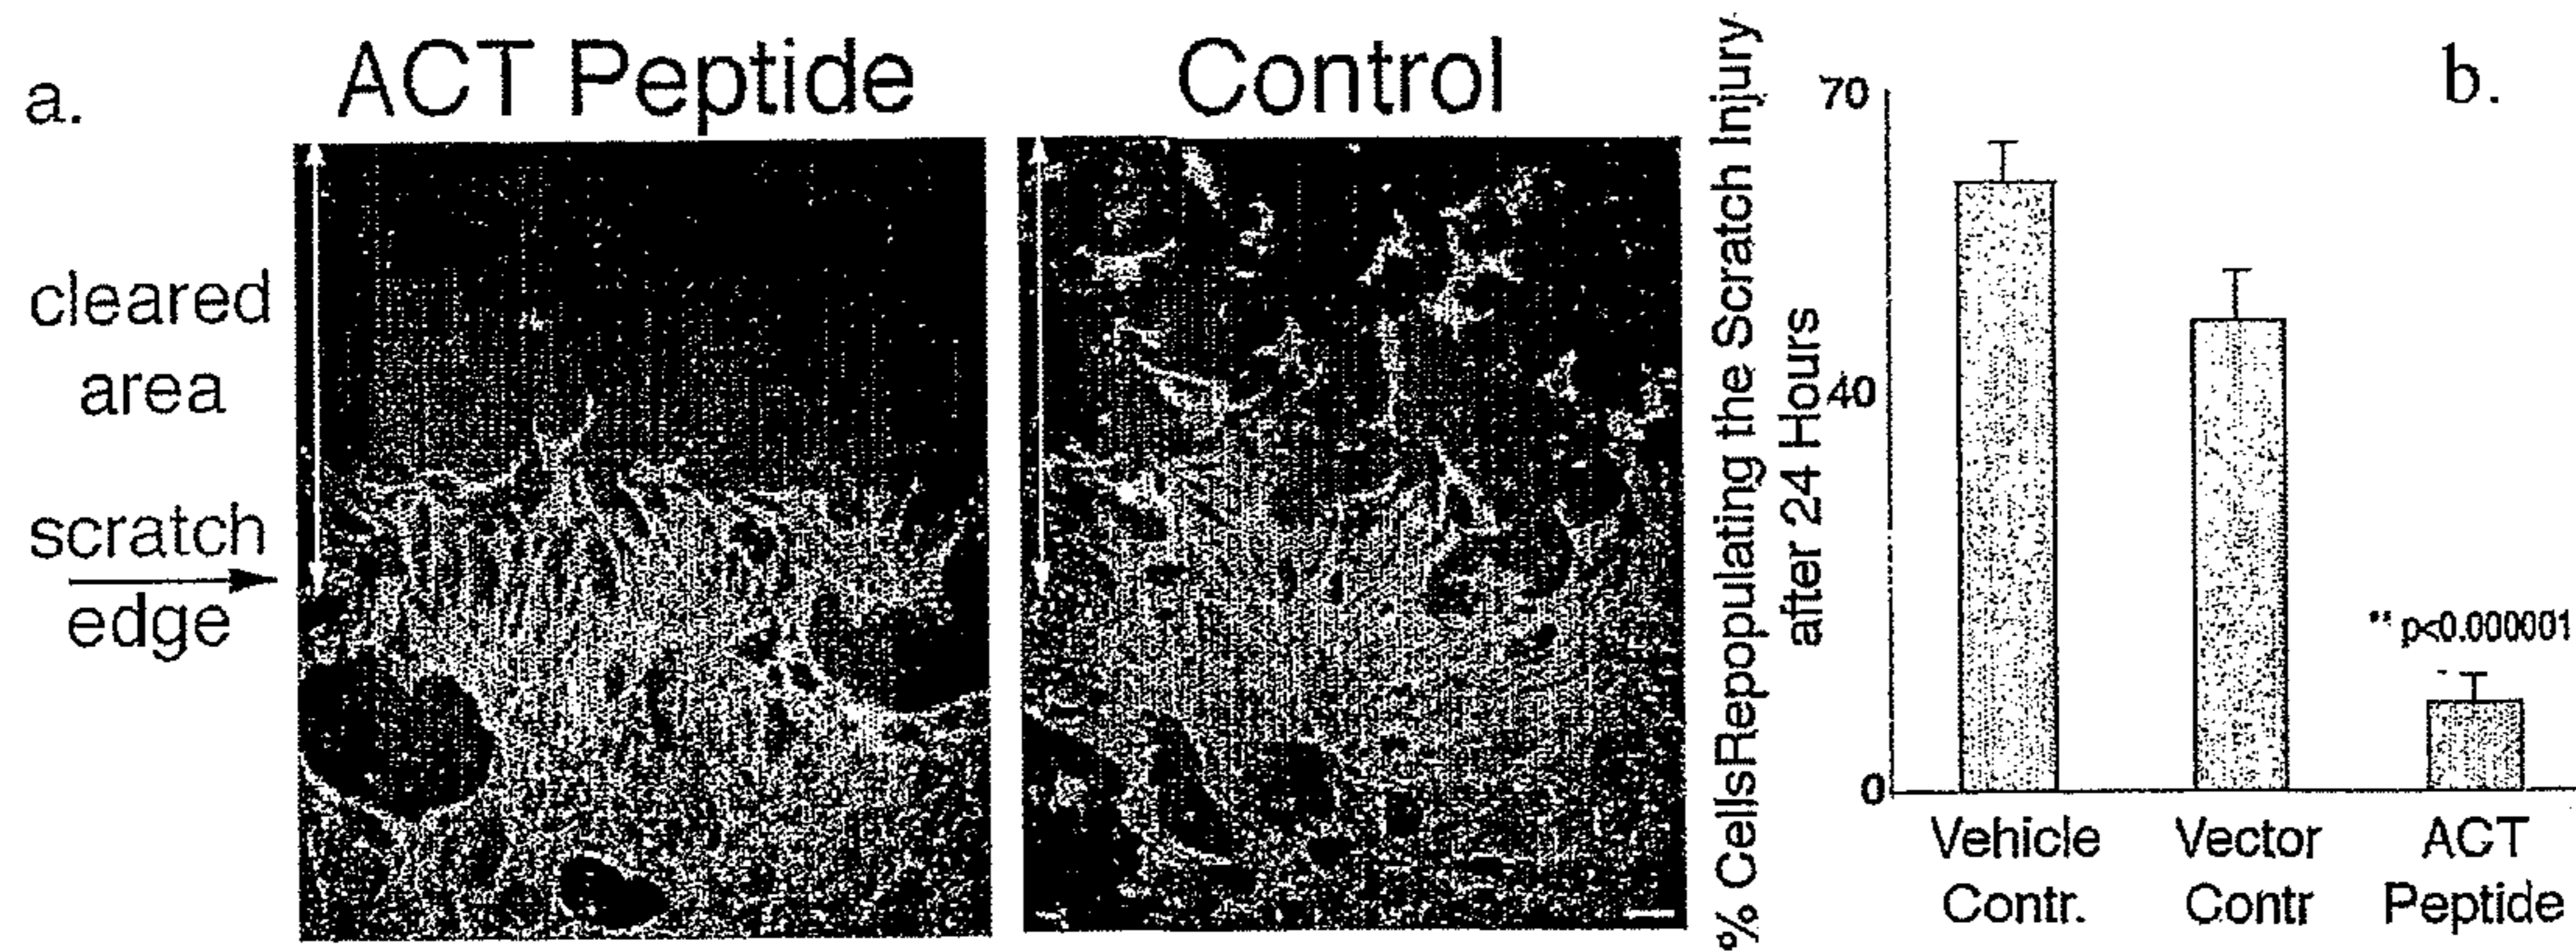 a.
ACT Peptide
Control
cleared
area
scratch
edge
b.
% CellsRepopulating the Scratch Injury
after 24 Hours
70
40
0
** p<0.000001
Vehicle
Contr.
Vector
Contr
ACT
Peptide